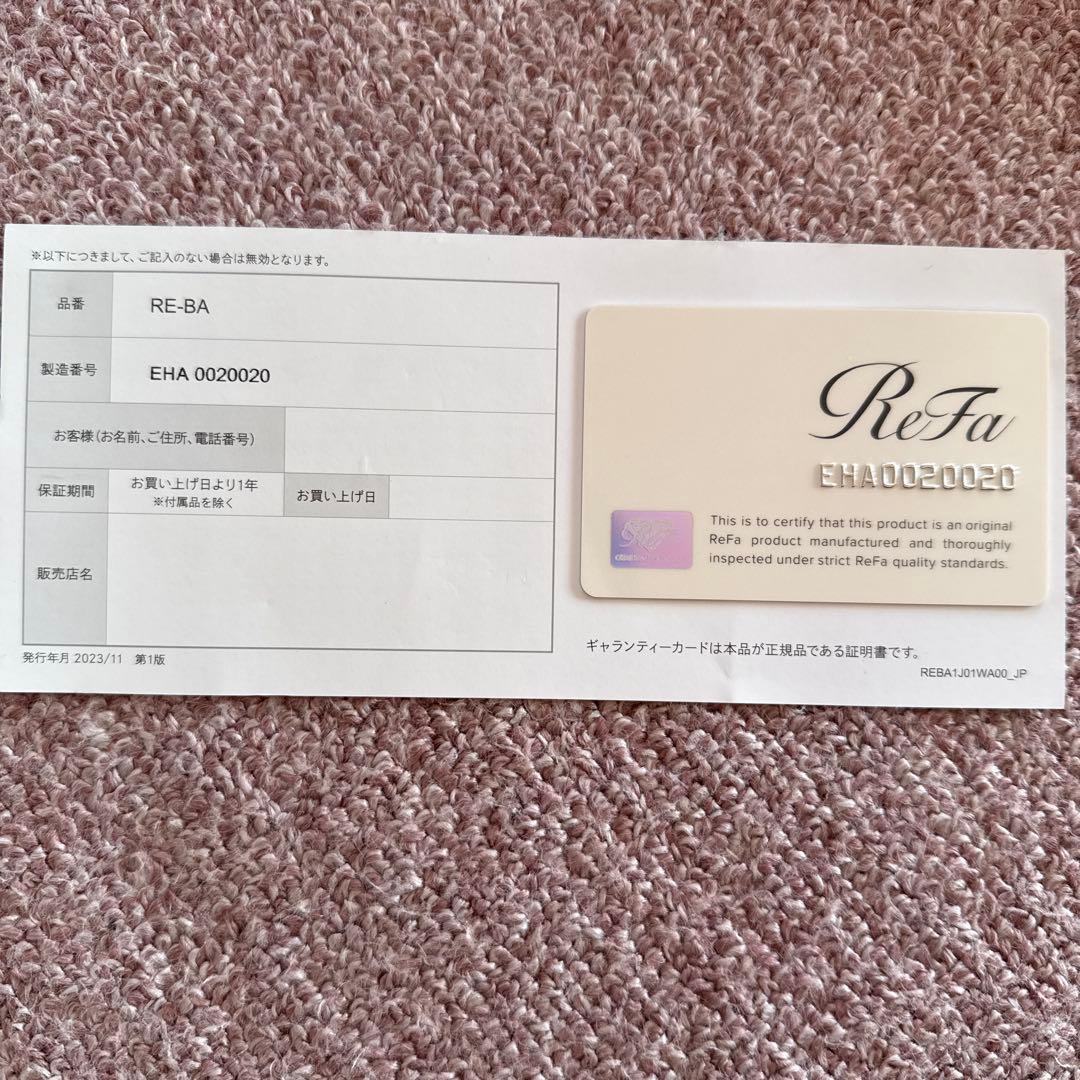 ※以下につきまして、ご記入のない場合は無効となります。
品番 RE-BA
製造番号 EHA 0020020
お客様(お名前、ご住所、電話番号)
保証期間 お買い上げ日より1年 お買い上げ日
※付属品を除く
販売店名
発行年月 2023/11 第1版
ReFa
EHA0020020
This is to certify that this product is an original
ReFa product manufactured and thoroughly
inspected under strict ReFa quality standards.
ギャランティーカードは本品が正規品である証明書です。
REBA1J01WA00_JP